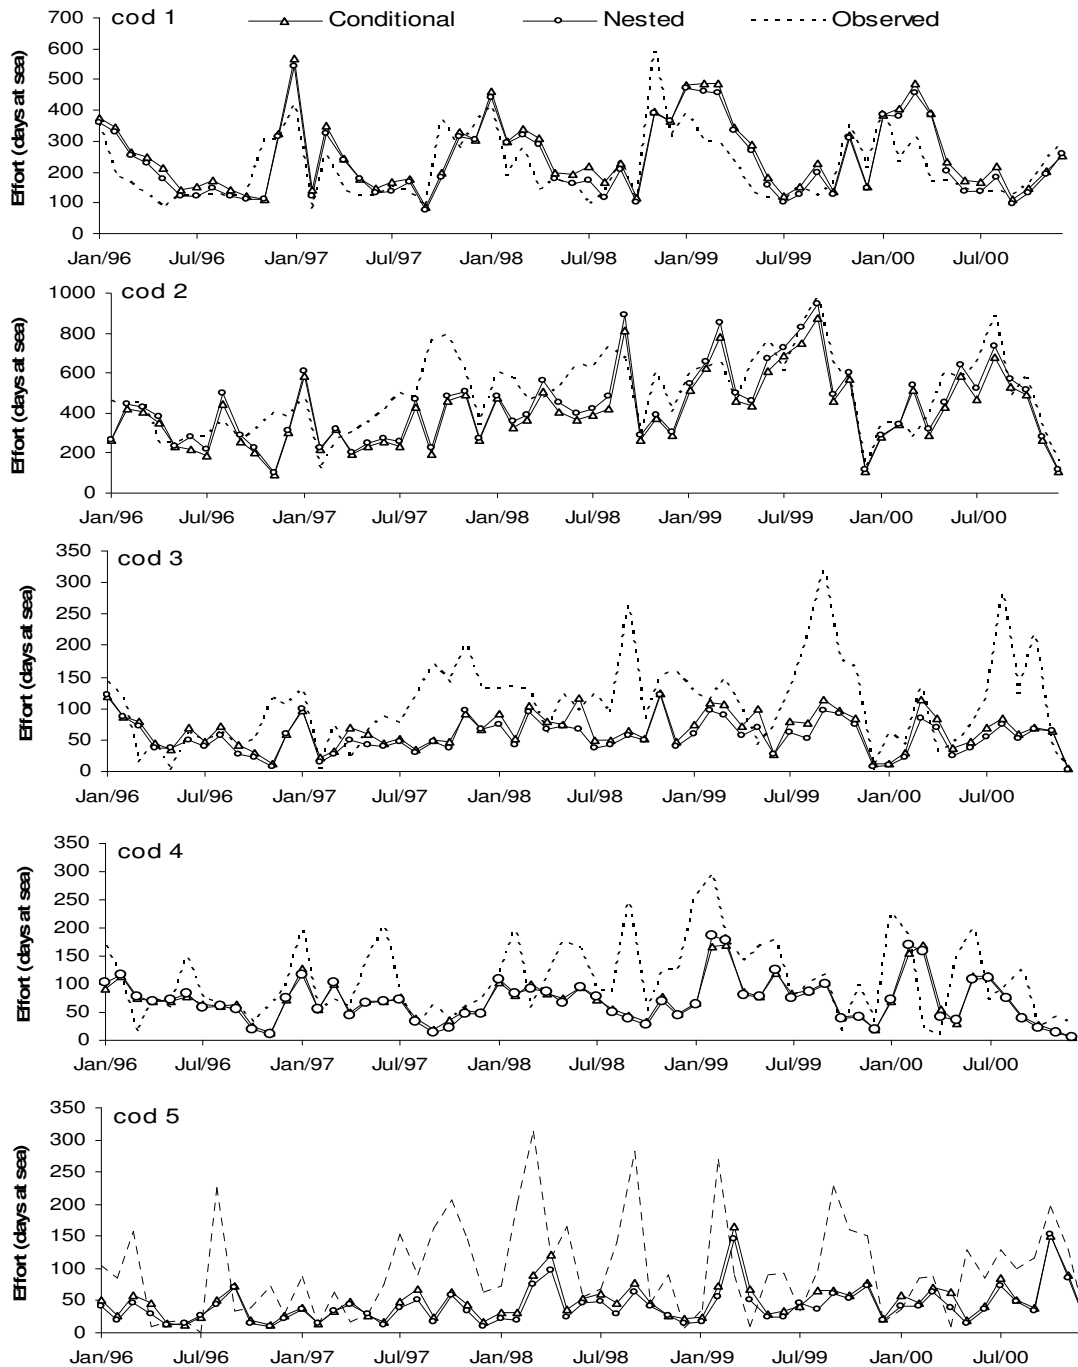 cod 1
Conditional
Nested
Observed
Effort (days at sea)
700
600
500
400
300
200
100
0
Jan/96 Jul/96 Jan/97 Jul/97 Jan/98 Jul/98 Jan/99 Jul/99 Jan/00 Jul/00
cod 2
Effort (days at sea)
1000
800
600
400
200
0
Jan/96 Jul/96 Jan/97 Jul/97 Jan/98 Jul/98 Jan/99 Jul/99 Jan/00 Jul/00
cod 3
Effort (days at sea)
350
300
250
200
150
100
50
0
Jan/96 Jul/96 Jan/97 Jul/97 Jan/98 Jul/98 Jan/99 Jul/99 Jan/00 Jul/00
cod 4
Effort (days at sea)
350
300
250
200
150
100
50
0
Jan/96 Jul/96 Jan/97 Jul/97 Jan/98 Jul/98 Jan/99 Jul/99 Jan/00 Jul/00
cod 5
Effort (days at sea)
350
300
250
200
150
100
50
0
Jan/96 Jul/96 Jan/97 Jul/97 Jan/98 Jul/98 Jan/99 Jul/99 Jan/00 Jul/00